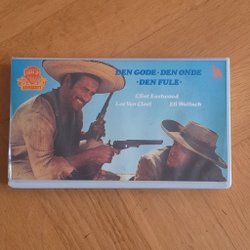 DEN GODE · DEN ONDE
· DEN FULE ·
Clint Eastwood
Lee Van Cleef Eli Wallach